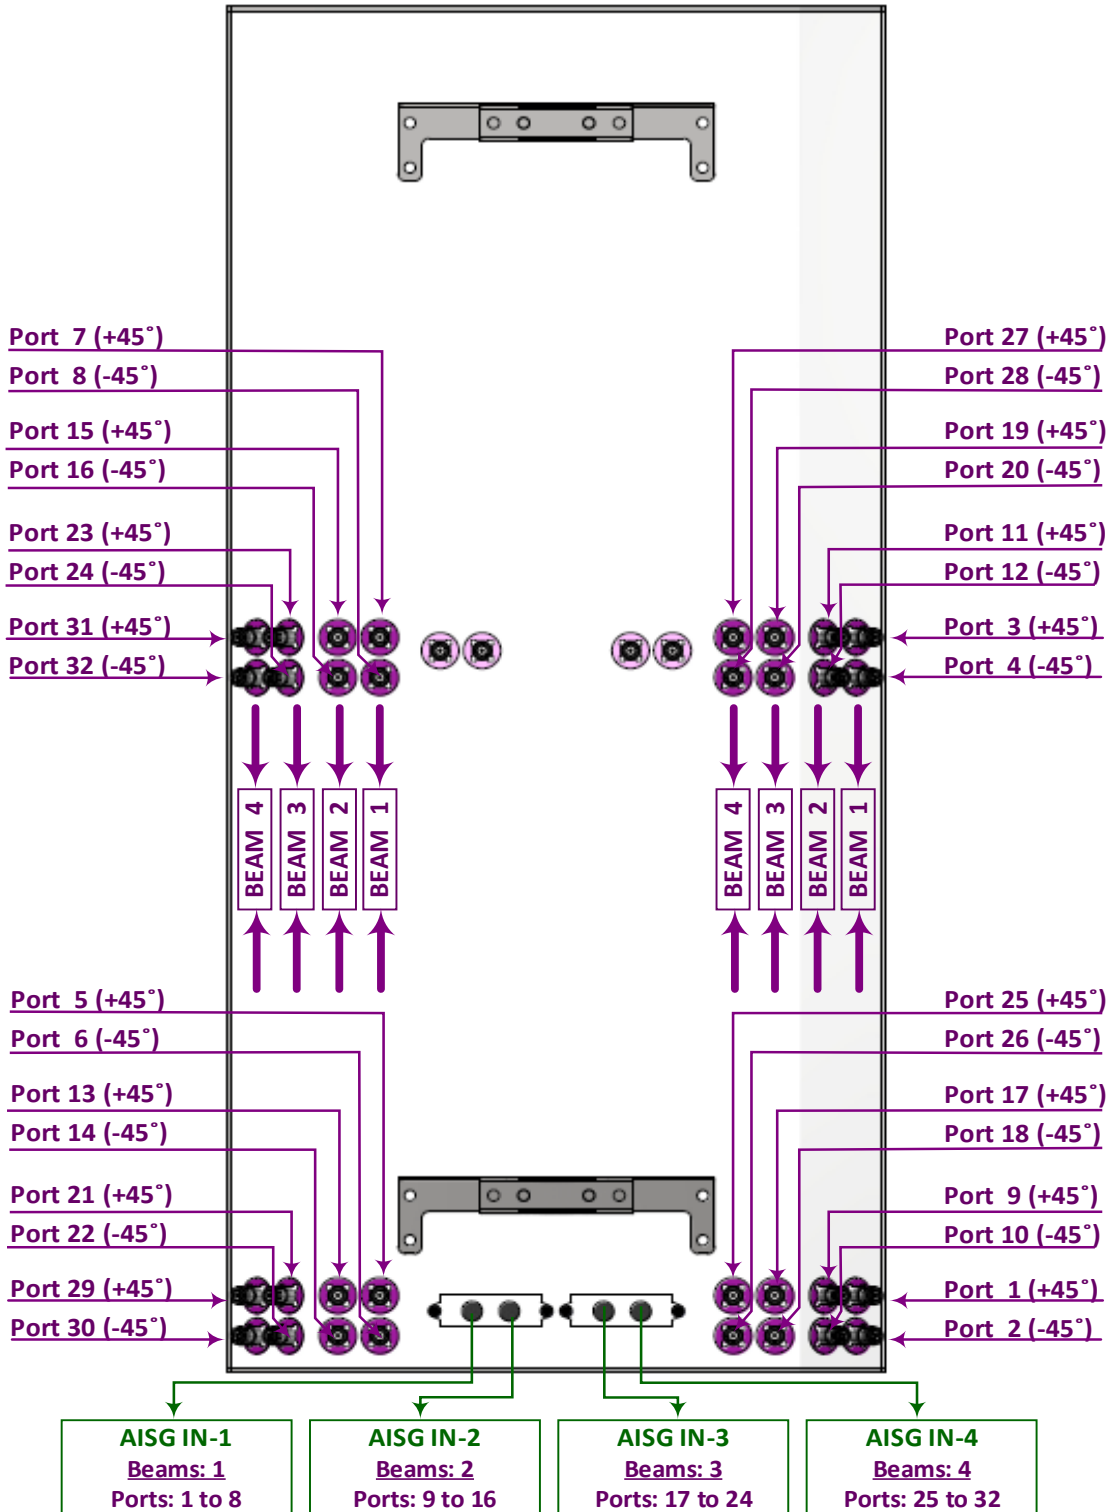 Port 7 (+45°)
Port 8 (-45°)
Port 15 (+45°)
Port 16 (-45°)
Port 23 (+45°)
Port 24 (-45°)
Port 31 (+45°)
Port 32 (-45°)
Port 27 (+45°)
Port 28 (-45°)
Port 19 (+45°)
Port 20 (-45°)
Port 11 (+45°)
Port 12 (-45°)
Port 3 (+45°)
Port 4 (-45°)
BEAM 4
BEAM 3
BEAM 2
BEAM 1
BEAM 4
BEAM 3
BEAM 2
BEAM 1
Port 5 (+45°)
Port 6 (-45°)
Port 13 (+45°)
Port 14 (-45°)
Port 21 (+45°)
Port 22 (-45°)
Port 29 (+45°)
Port 30 (-45°)
Port 25 (+45°)
Port 26 (-45°)
Port 17 (+45°)
Port 18 (-45°)
Port 9 (+45°)
Port 10 (-45°)
Port 1 (+45°)
Port 2 (-45°)
AISG IN-1
Beams: 1
Ports: 1 to 8
AISG IN-2
Beams: 2
Ports: 9 to 16
AISG IN-3
Beams: 3
Ports: 17 to 24
AISG IN-4
Beams: 4
Ports: 25 to 32